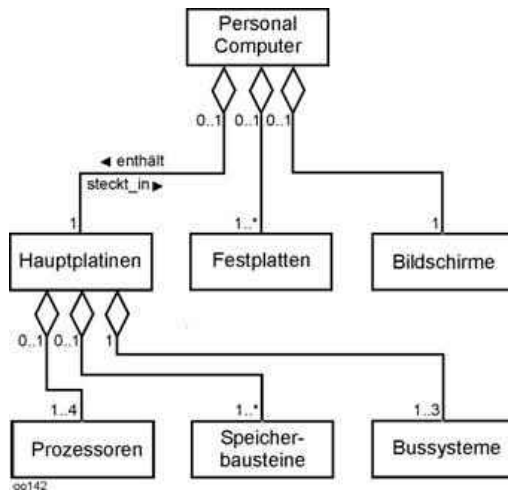 Personal
Computer
0..1 0..1 0..1
◄ enthält
steckt_in ►
1 1..* 1
Hauptplatinen Festplatten Bildschirme
0..1 0..1 1
1..4 1..* 1..3
Prozessoren Speicher-
bausteine Bussysteme
oo142